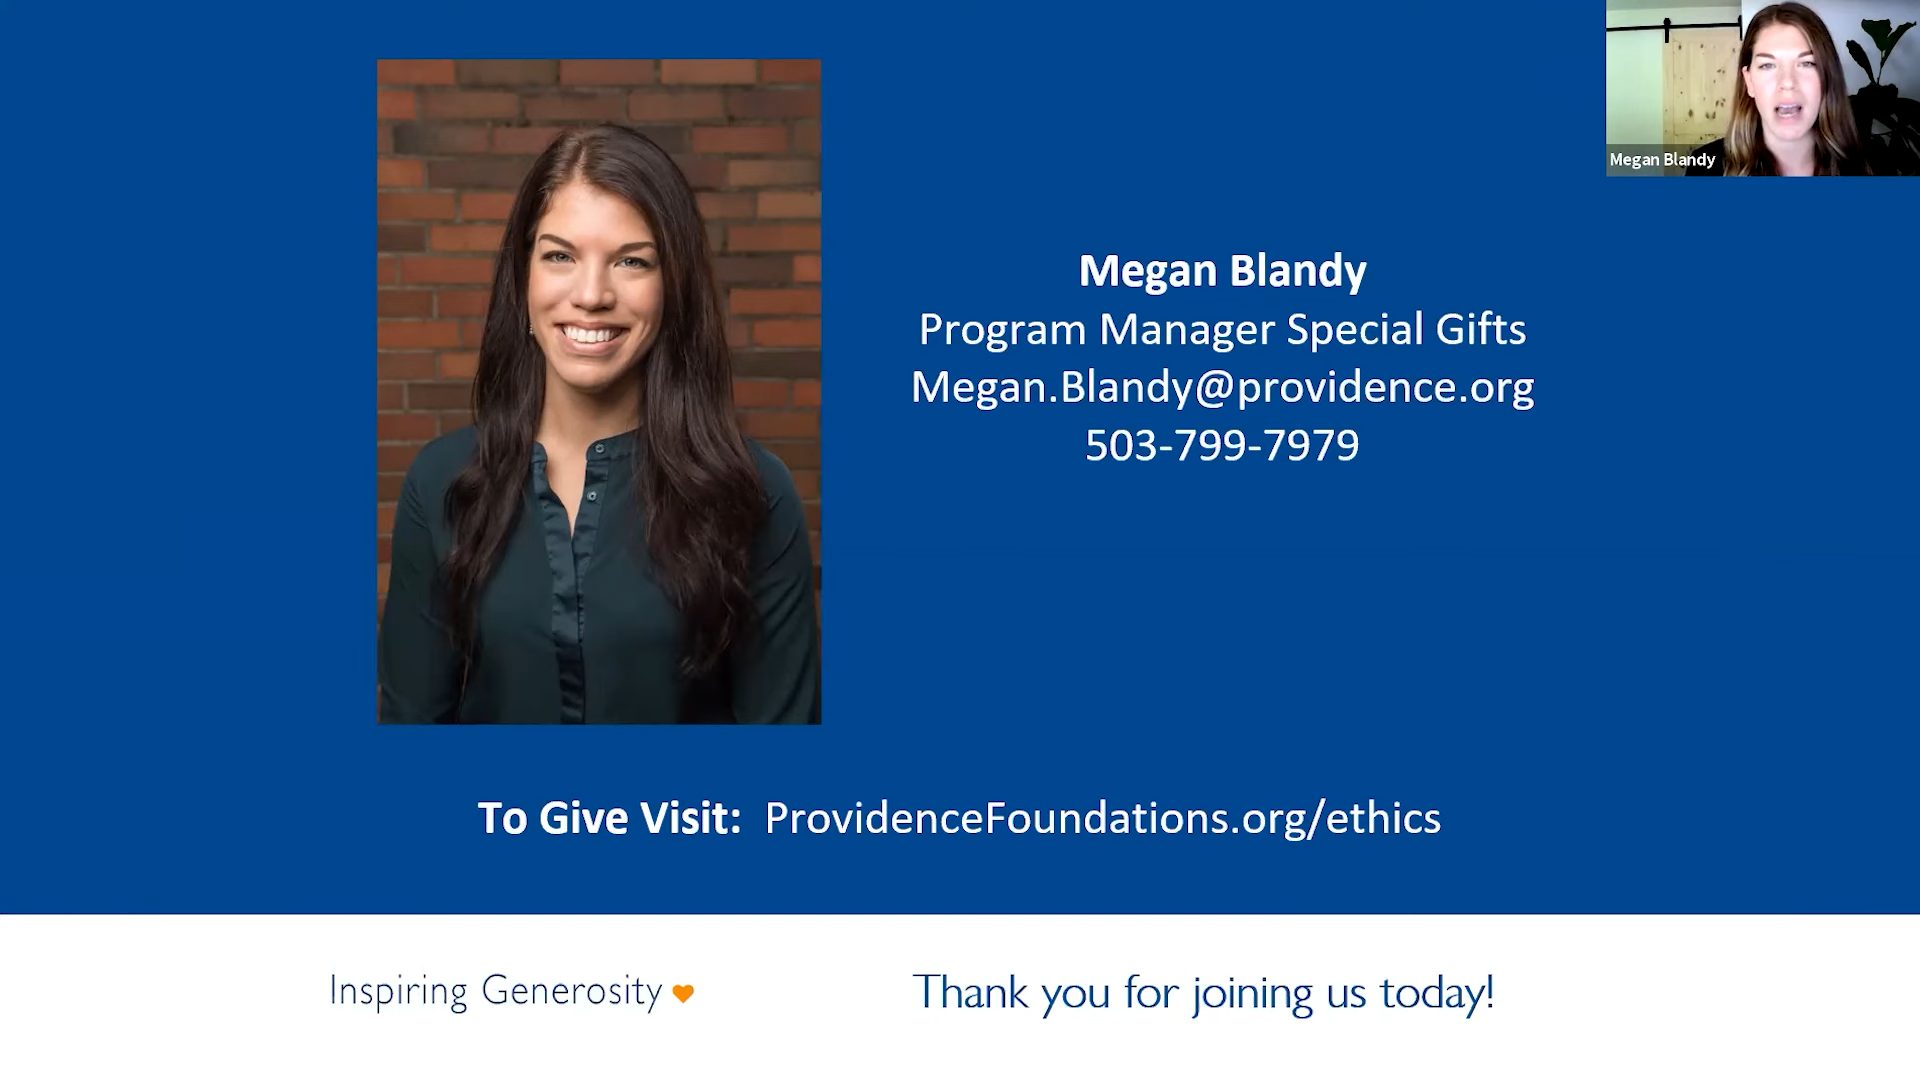 Megan Blandy
Megan Blandy
Program Manager Special Gifts
Megan.Blandy@providence.org
503-799-7979
To Give Visit: ProvidenceFoundations.org/ethics
Inspiring Generosity
Thank you for joining us today!